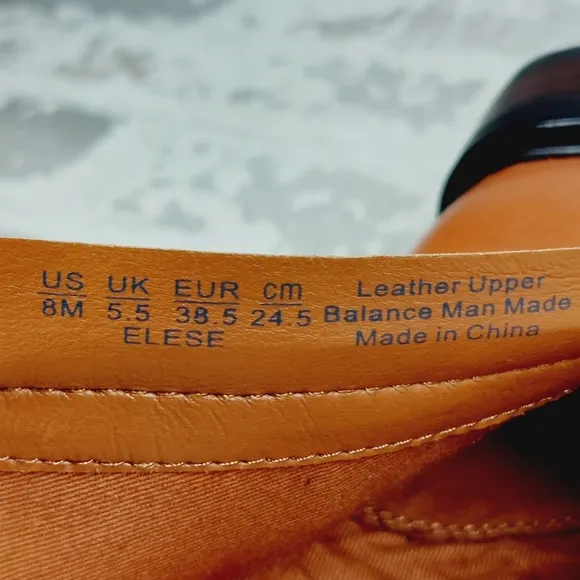 US UK EUR cm
8M 5.5 38.5 24.5
ELESE
Leather Upper
Balance Man Made
Made in China